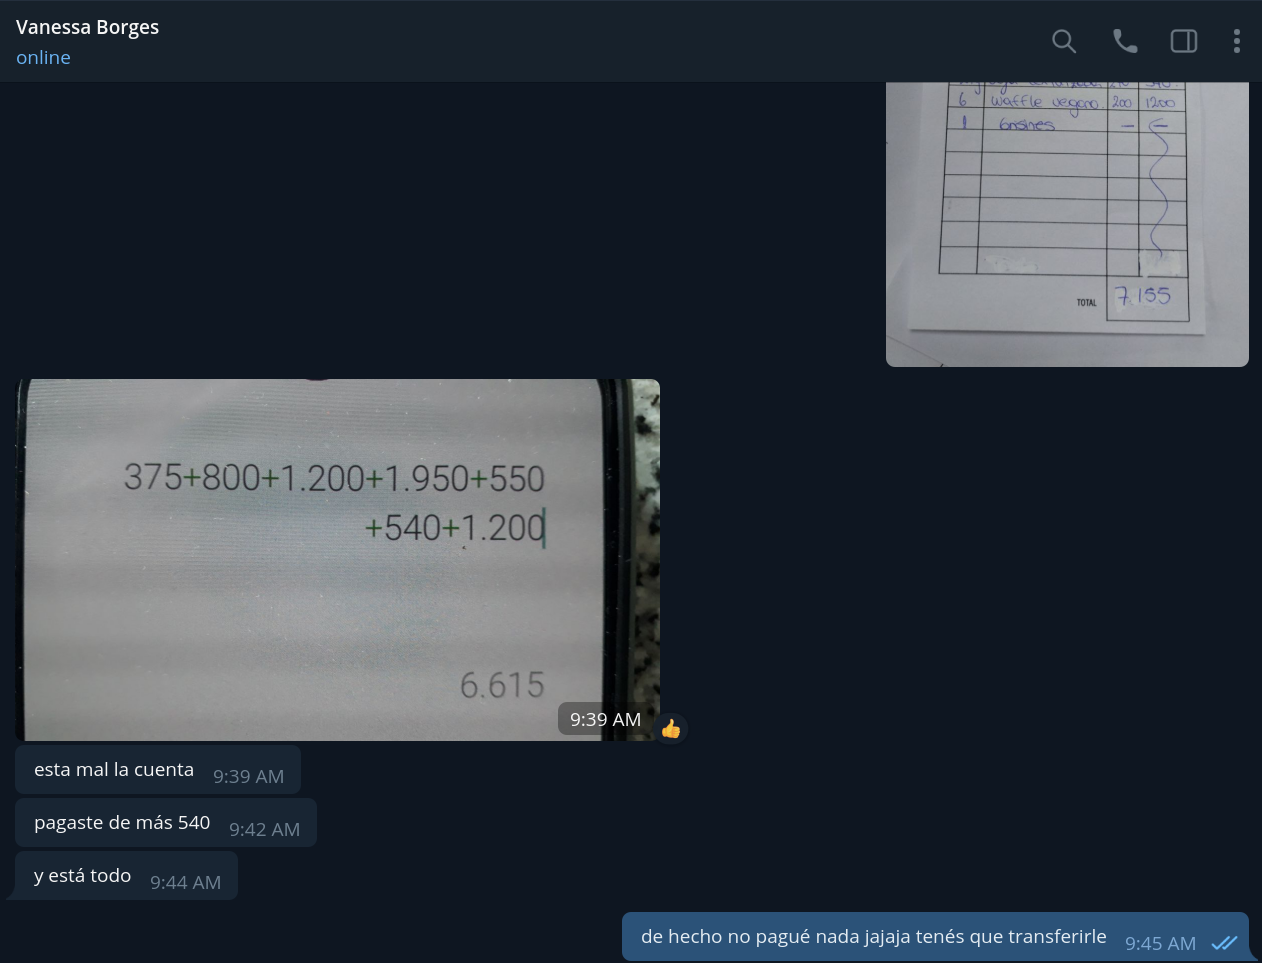 Vanessa Borges
online
540
6 waffle vegano 200 1200
1 — —
TOTAL 7.155
375+800+1.200+1.950+550
+540+1.200
6.615
9:39 AM
esta mal la cuenta 9:39 AM
pagaste de más 540 9:42 AM
y está todo 9:44 AM
de hecho no pagué nada jajaja tenés que transferirle 9:45 AM